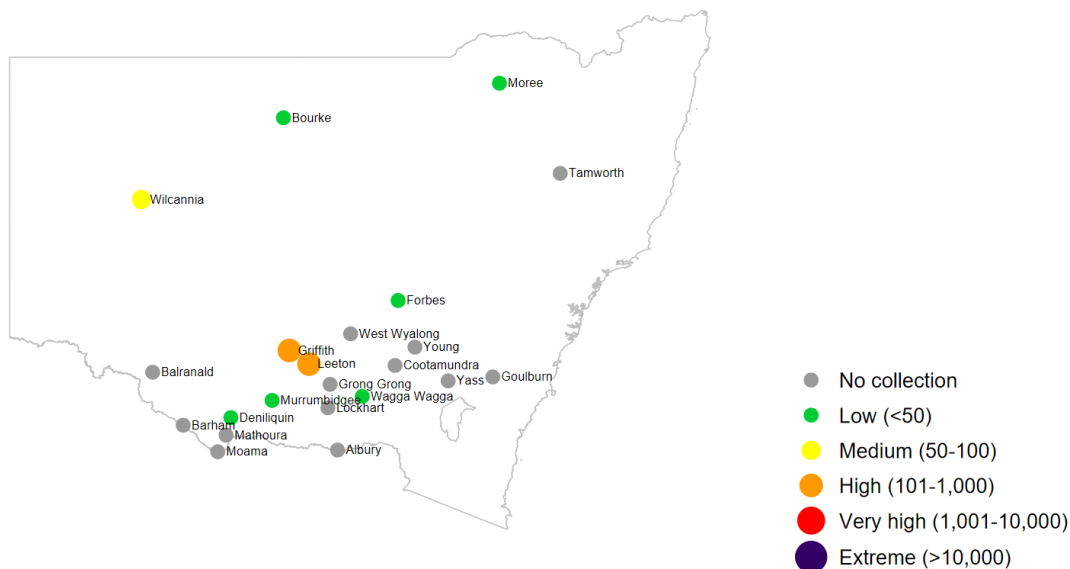 Moree
Bourke
Tamworth
Wilcannia
Forbes
West Wyalong
Young
Griffith
Leeton
Cootamundra
Balranald
Grong Grong
Yass
Goulburn
Wagga Wagga
Murrumbidgee
Lockhart
Deniliquin
Barham
Mathoura
Moama
Albury
No collection
Low (<50)
Medium (50-100)
High (101-1,000)
Very high (1,001-10,000)
Extreme (>10,000)